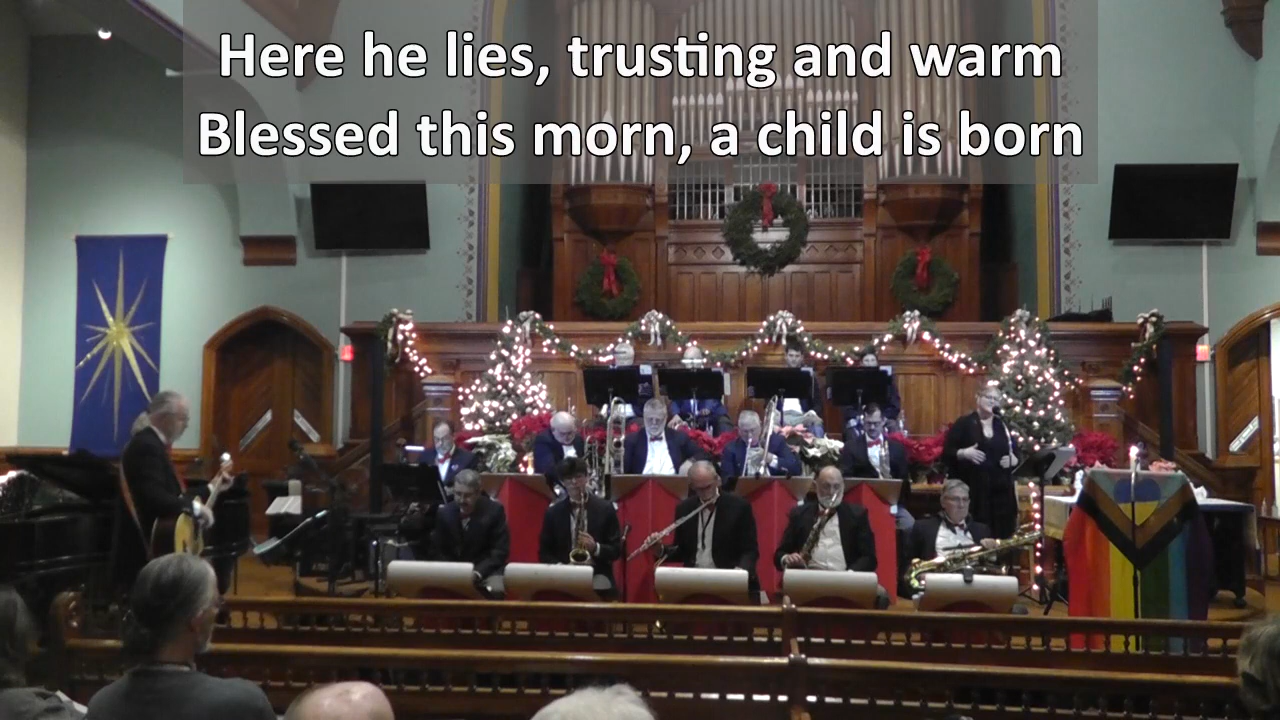 Here he lies, trusting and warm
Blessed this morn, a child is born